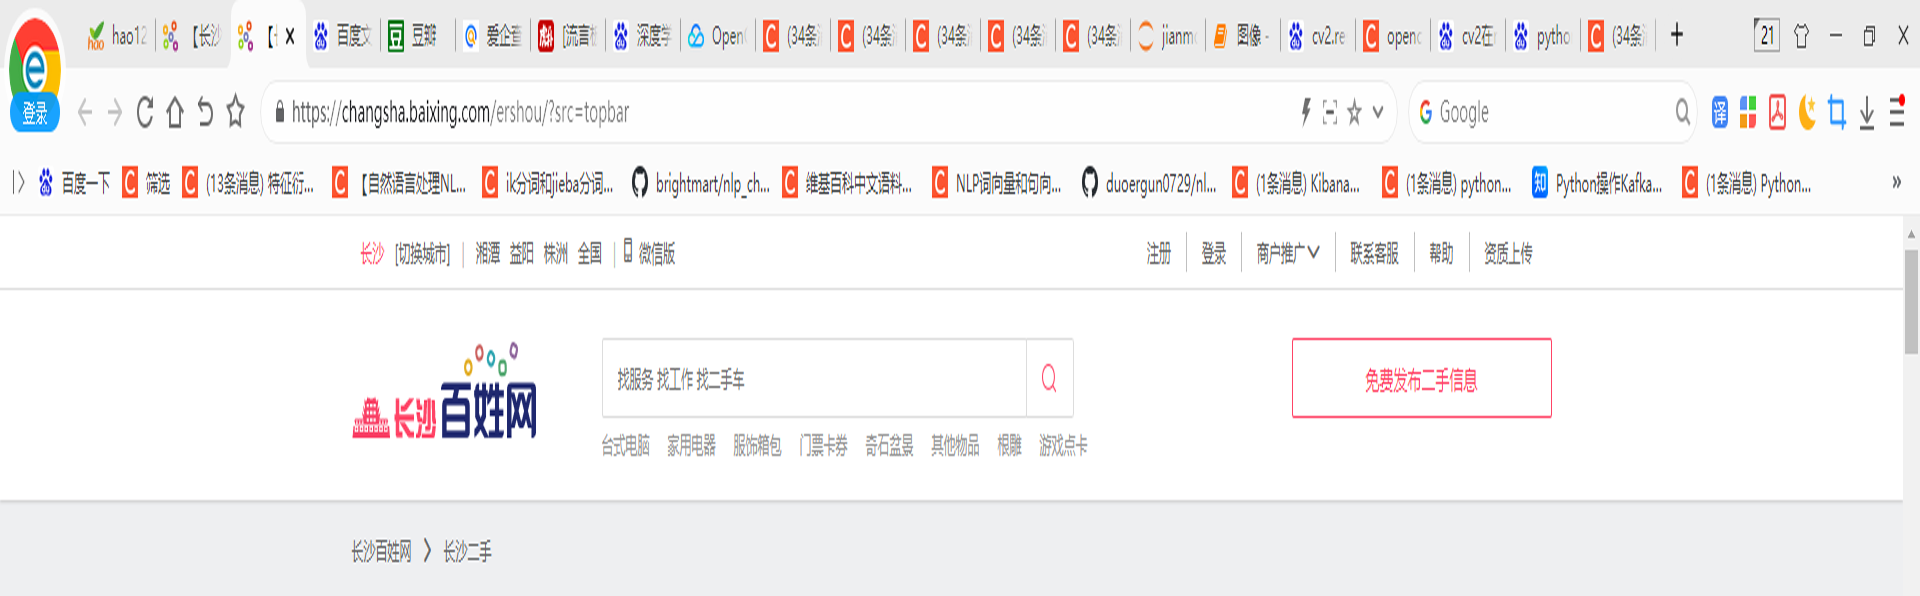 hao12 【长沙 【长 百度文 豆瓣 爱企查 [流言 深度学 Open (34条 (34条 (34条 (34条 (34条 jianm 图像 - cv2.re openc cv2在 pytho (34条 21
登录 https://changsha.baixing.com/ershou/?src=topbar Google 译
百度一下 筛选 (13条消息) 特征衍... 【自然语言处理NL... ik分词和jieba分词... brightmart/nlp_ch... 维基百科中文语料... NLP词向量和句向... duoergun0729/nl... (1条消息) Kibana... (1条消息) python... 知 Python操作Kafka... (1条消息) Python... »
长沙 [切换城市] 湘潭 益阳 株洲 全国 微信版 注册 登录 商户推广 联系客服 帮助 资质上传
长沙百姓网 找服务 找工作 找二手车 免费发布二手信息
台式电脑 家用电器 服饰箱包 门票卡券 奇石盆景 其他物品 根雕 游戏点卡
长沙百姓网 > 长沙二手